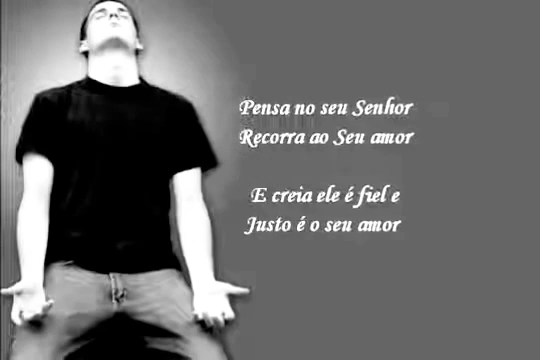 Pensa no seu Senhor
Recorra ao Seu amor
E creia ele é fiel e
Justo é o seu amor